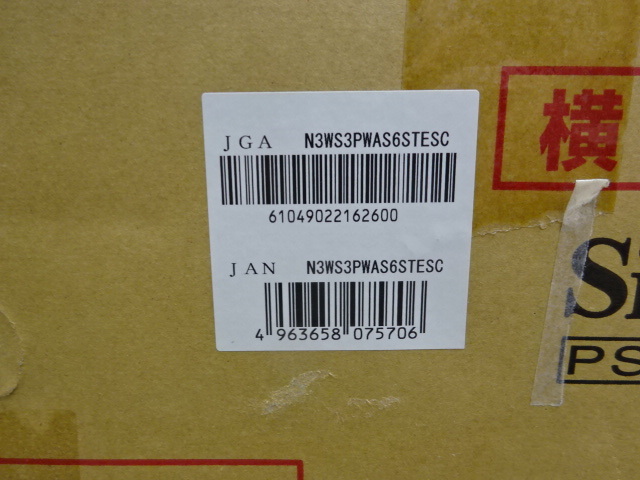 JGA N3WS3PWAS6STESC
61049022162600
JAN N3WS3PWAS6STESC
4 963658 075706
横
S
PS